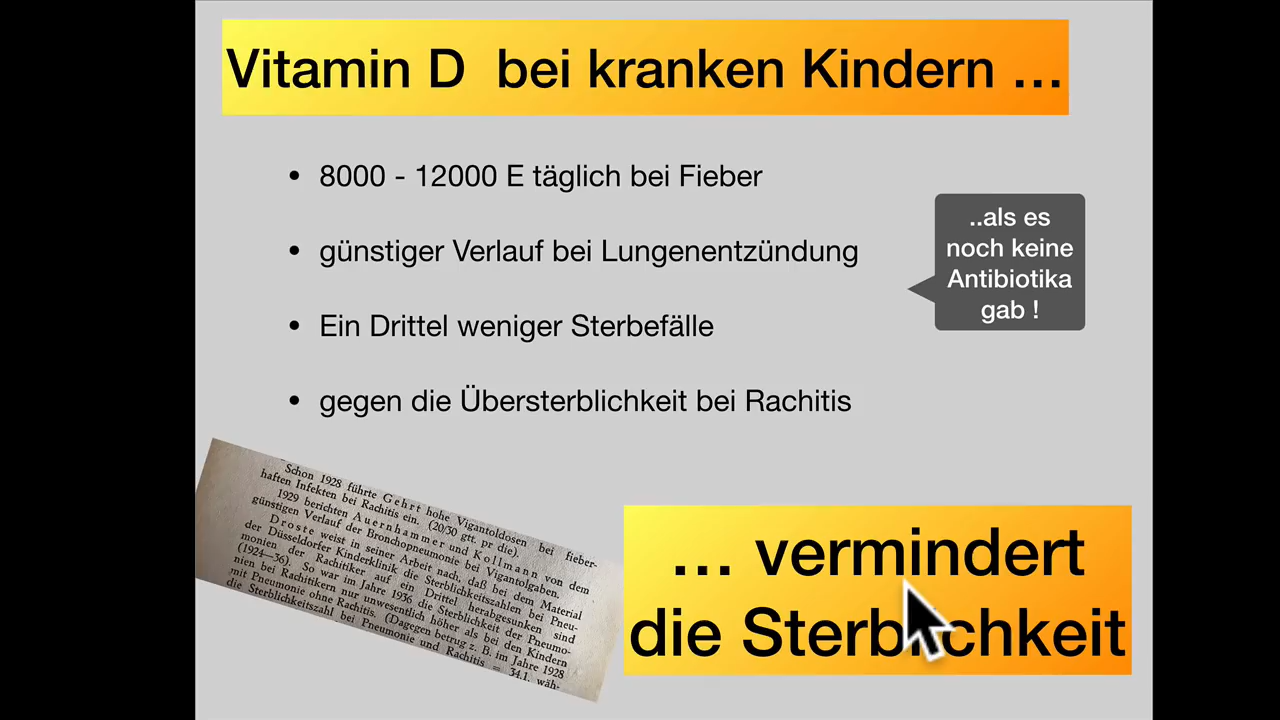 Vitamin D bei kranken Kindern ...
• 8000 - 12000 E täglich bei Fieber
• günstiger Verlauf bei Lungenentzündung
• Ein Drittel weniger Sterbefälle
• gegen die Übersterblichkeit bei Rachitis
..als es
noch keine
Antibiotika
gab !
Schon 1928 führte Gehrt hohe Vigantoldosen bei fieber-
haften Infekten bei Rachitis ein. (20/30 gtt. pr die).
1929 berichten Auernhammer und Kollmann von dem
günstigen Verlauf der Bronchopneumonie bei Vigantolgaben.
Droste weist in seiner Arbeit nach, daß bei dem Material
der Düsseldorfer Kinderklinik die Sterblichkeitszahlen bei Pneu-
monien der Rachitiker auf ein Drittel herabgesunken sind
(1924—36). So war im Jahre 1936 die Sterblichkeit der Pneumo-
nien bei Rachitikern nur unwesentlich höher als bei den Kindern
mit Pneumonie ohne Rachitis. (Dagegen betrug z. B. im Jahre 1928
die Sterblichkeitszahl bei Pneumonie und Rachitis = 34.1. wäh-
... vermindert
die Sterblichkeit